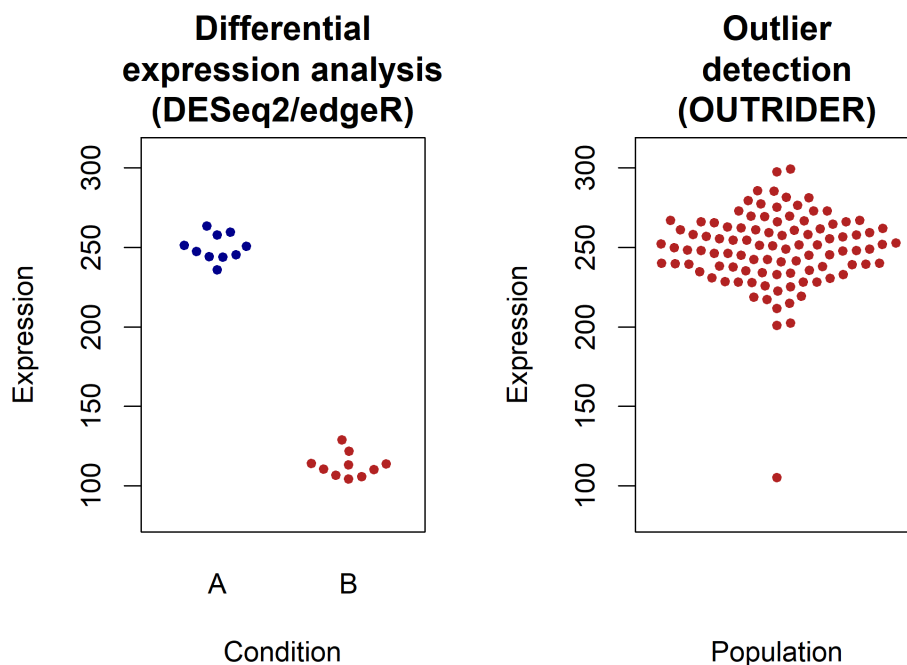 Differential
expression analysis
(DESeq2/edgeR)
Expression
300
250
200
150
100
A B
Condition
Outlier
detection
(OUTRIDER)
Expression
300
250
200
150
100
Population